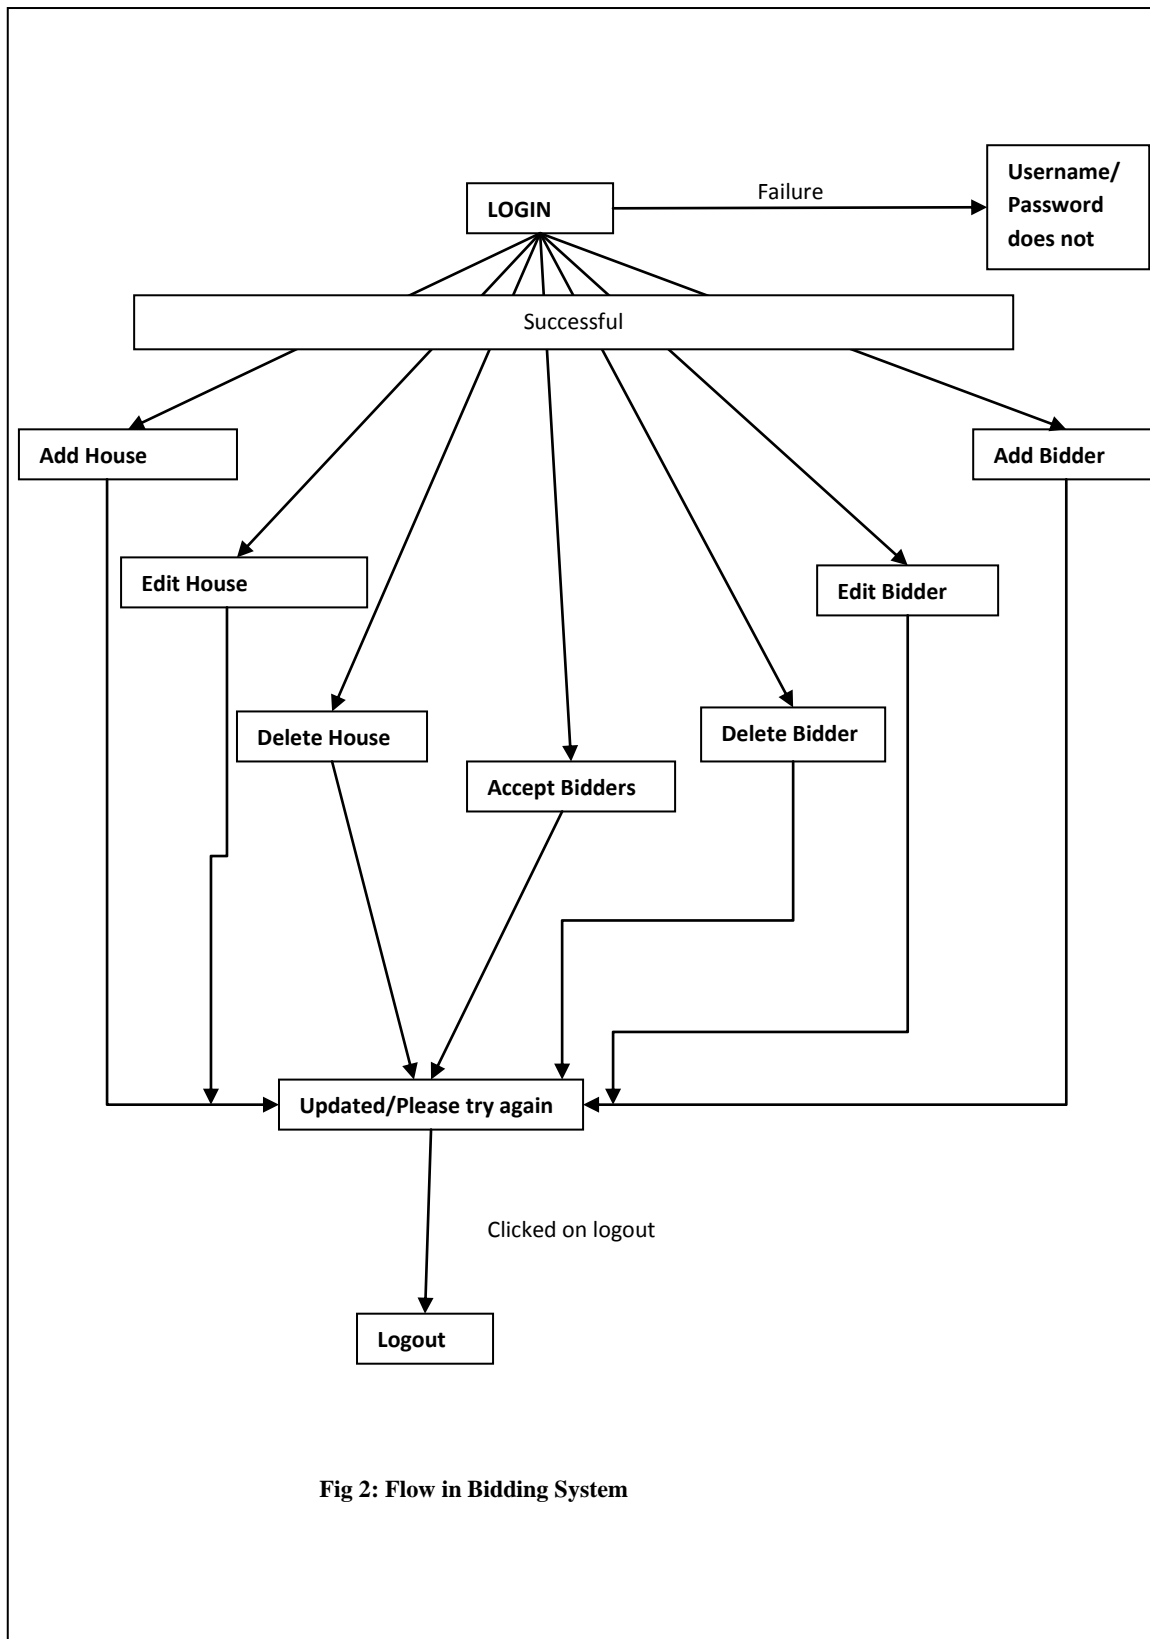 Failure
Username/
Password
does not
LOGIN
Successful
Add House
Add Bidder
Edit House
Edit Bidder
Delete House
Delete Bidder
Accept Bidders
Updated/Please try again
Clicked on logout
Logout
Fig 2: Flow in Bidding System